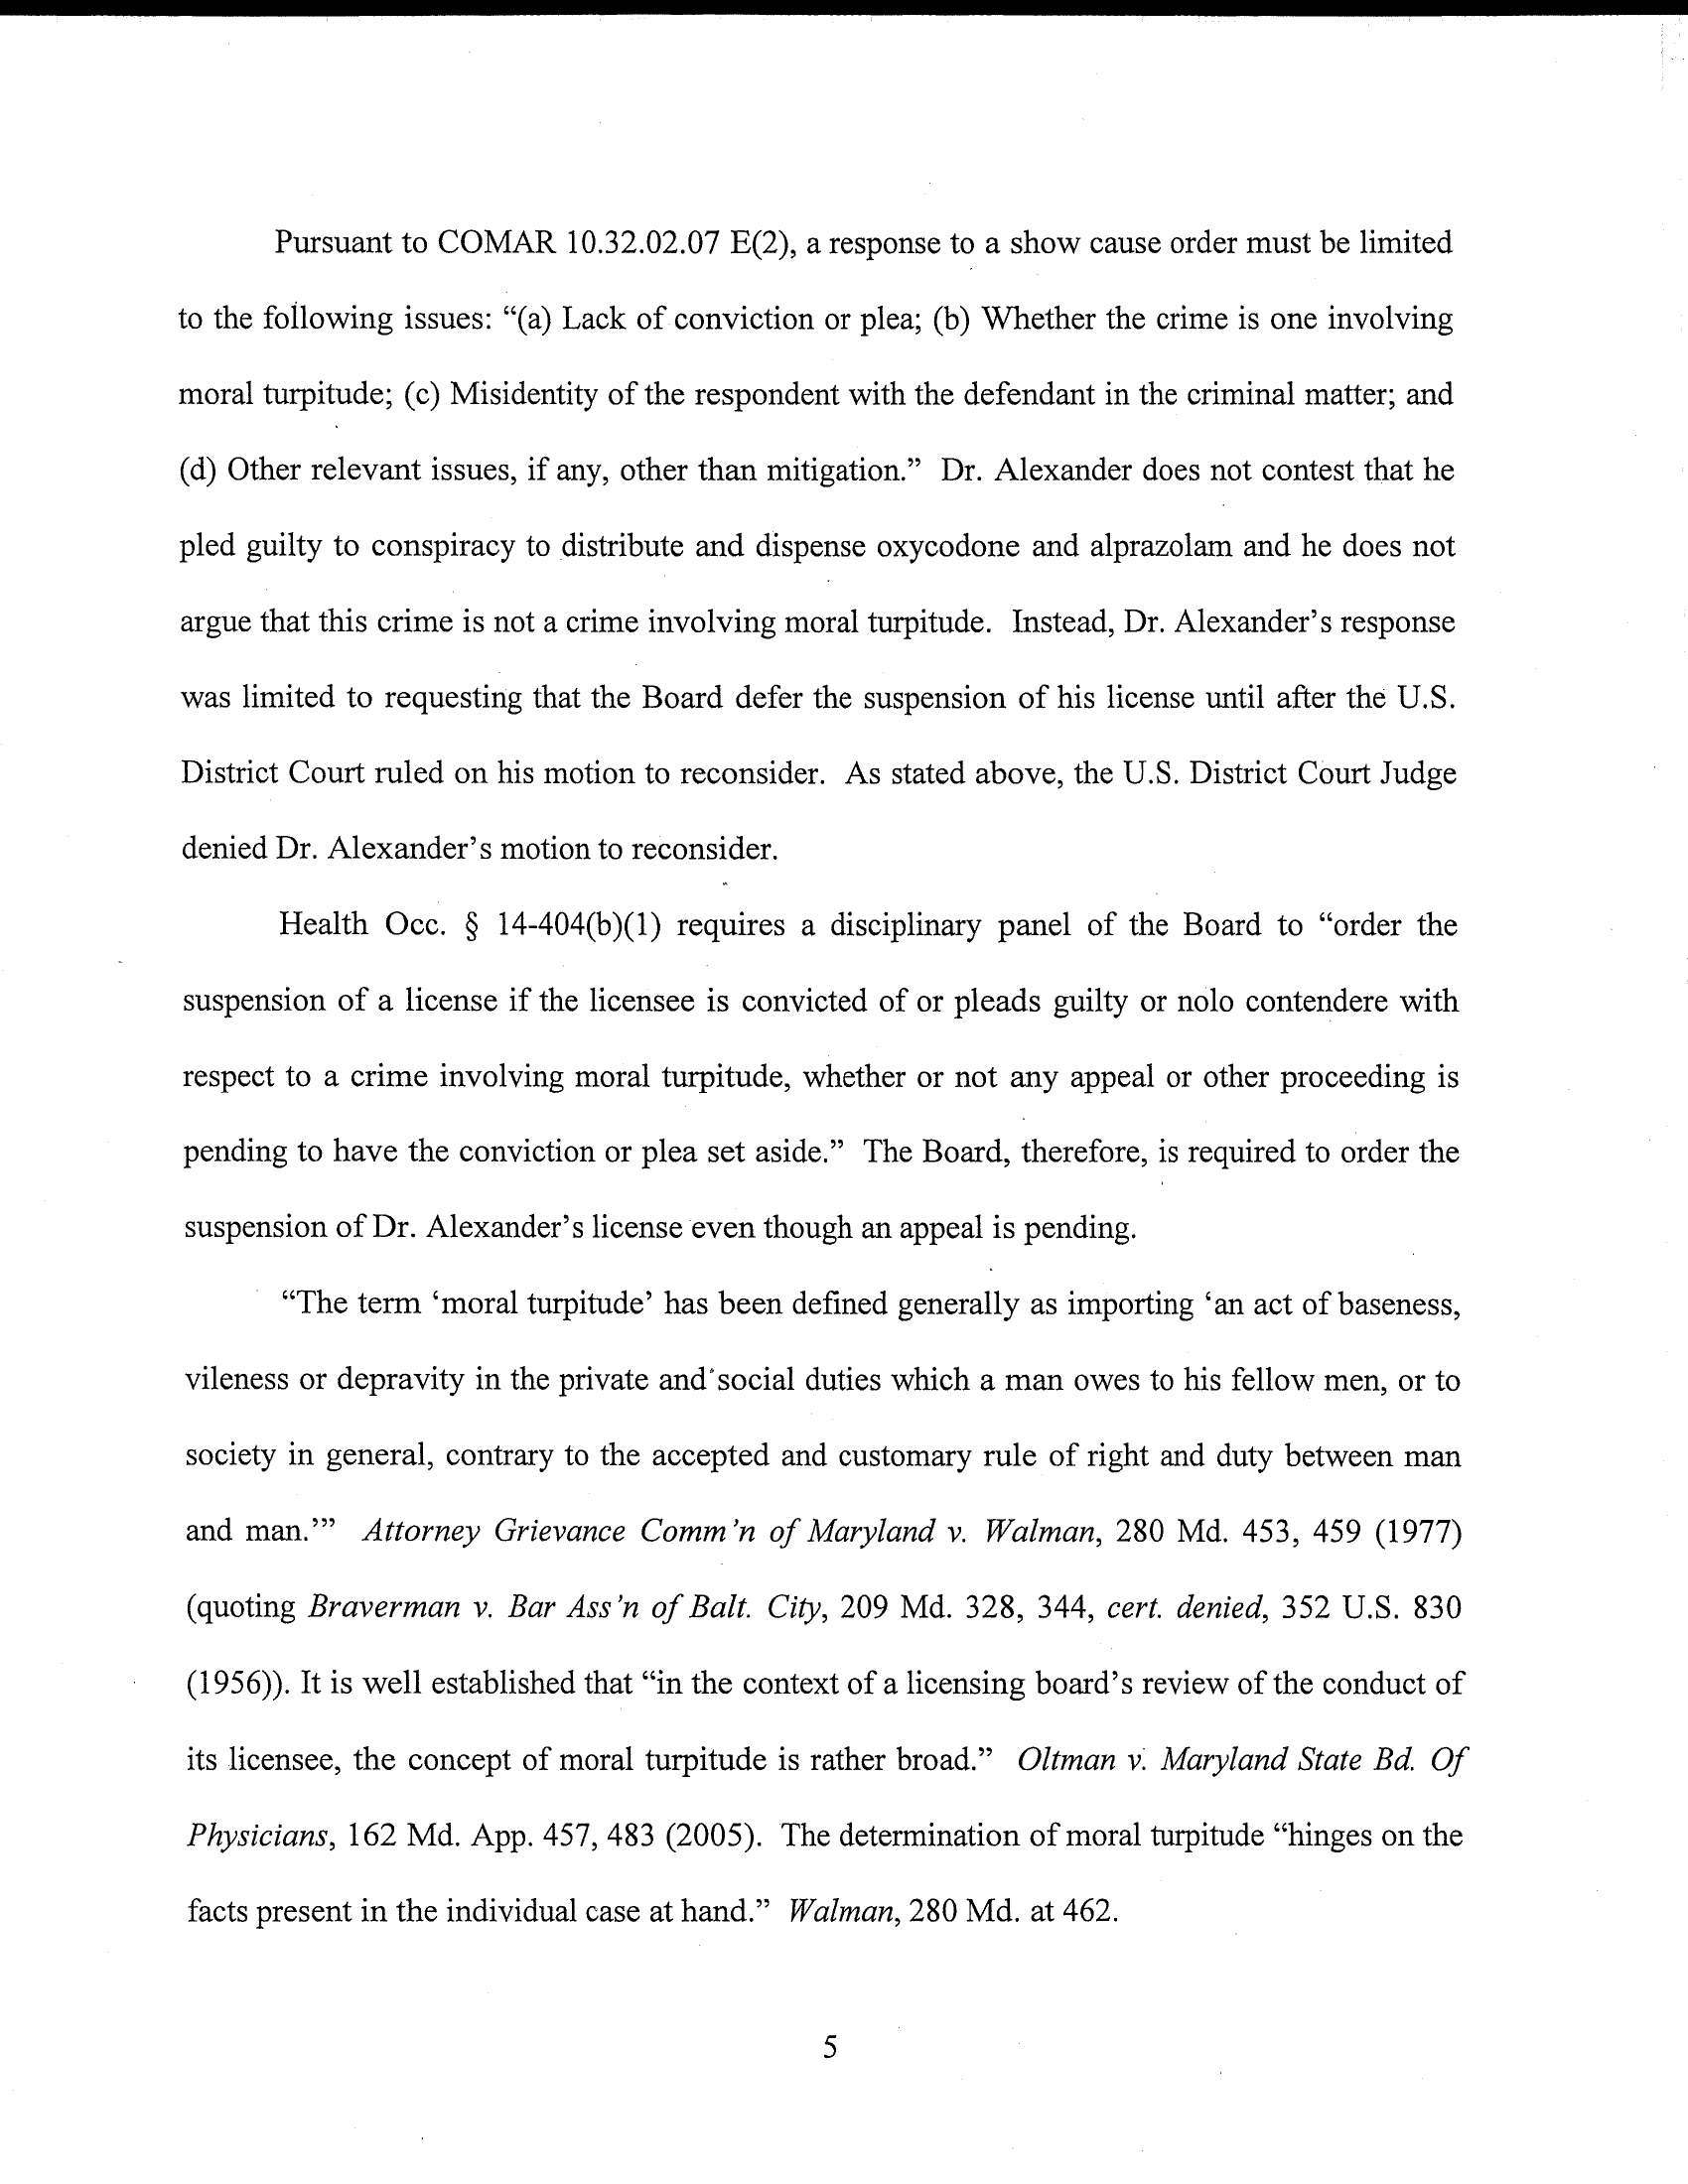 Pursuant to COMAR 10.32.02.07 E(2), a response to a show cause order must be limited
to the following issues: “(a) Lack of conviction or plea; (b) Whether the crime is one involving
moral turpitude; (c) Misidentity of the respondent with the defendant in the criminal matter; and
(d) Other relevant issues, if any, other than mitigation.” Dr. Alexander does not contest that he
pled guilty to conspiracy to distribute and dispense oxycodone and alprazolam and he does not
argue that this crime is not a crime involving moral turpitude. Instead, Dr. Alexander’s response
was limited to requesting that the Board defer the suspension of his license until after the U.S.
District Court ruled on his motion to reconsider. As stated above, the U.S. District Court Judge
denied Dr. Alexander’s motion to reconsider.
Health Occ. § 14-404(b)(1) requires a disciplinary panel of the Board to “order the
suspension of a license if the licensee is convicted of or pleads guilty or nolo contendere with
respect to a crime involving moral turpitude, whether or not any appeal or other proceeding is
pending to have the conviction or plea set aside.” The Board, therefore, is required to order the
suspension of Dr. Alexander’s license even though an appeal is pending.
“The term ‘moral turpitude’ has been defined generally as importing ‘an act of baseness,
vileness or depravity in the private and social duties which a man owes to his fellow men, or to
society in general, contrary to the accepted and customary rule of right and duty between man
and man.’” Attorney Grievance Comm’n of Maryland v. Walman, 280 Md. 453, 459 (1977)
(quoting Braverman v. Bar Ass’n of Balt. City, 209 Md. 328, 344, cert. denied, 352 U.S. 830
(1956)). It is well established that “in the context of a licensing board’s review of the conduct of
its licensee, the concept of moral turpitude is rather broad.” Oltman v. Maryland State Bd. Of
Physicians, 162 Md. App. 457, 483 (2005). The determination of moral turpitude “hinges on the
facts present in the individual case at hand.” Walman, 280 Md. at 462.
5